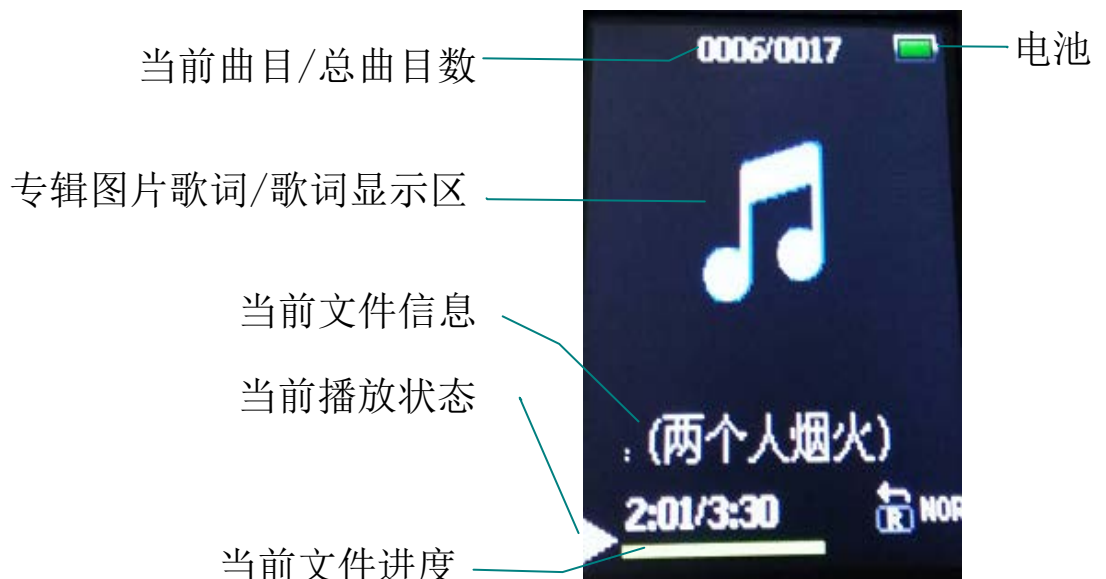 当前曲目/总曲目数
0006/0017
电池
专辑图片歌词/歌词显示区
当前文件信息
当前播放状态
:(两个人烟火)
2:01/3:30
R NOR
当前文件进度